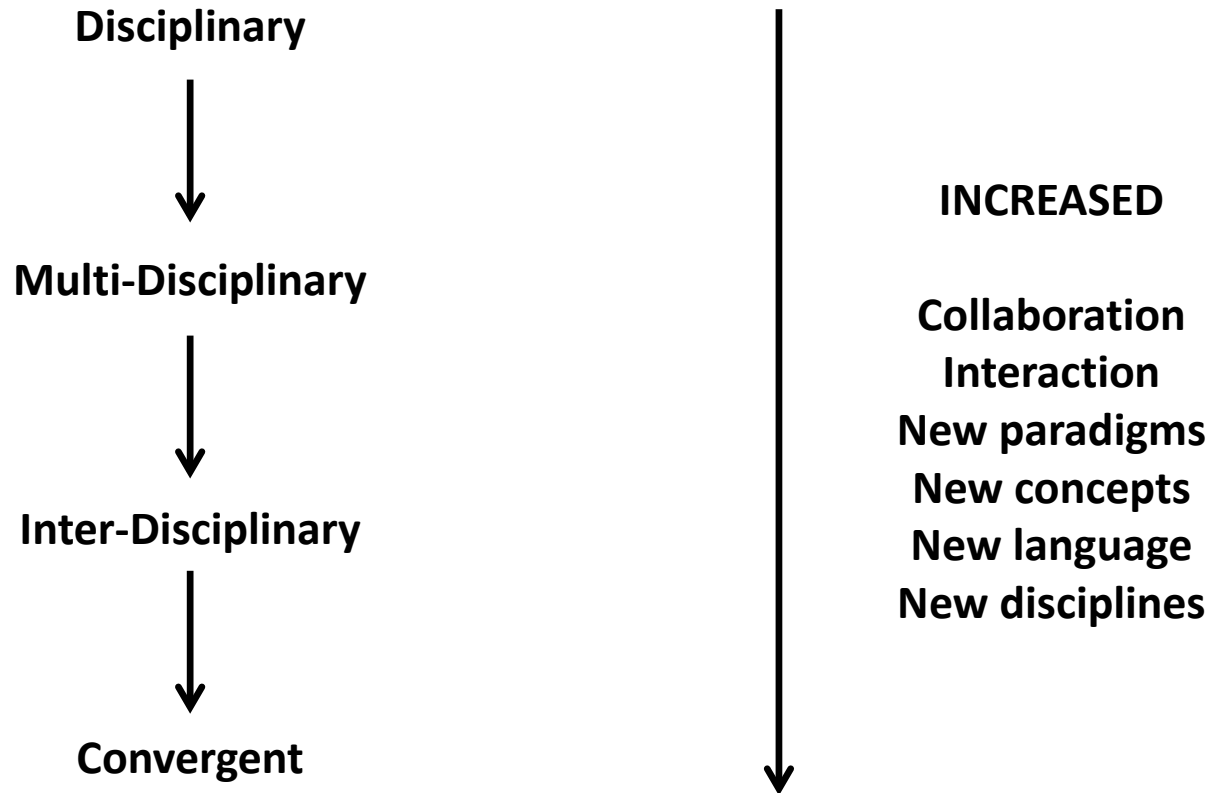 Disciplinary
Multi-Disciplinary
Inter-Disciplinary
Convergent
INCREASED
Collaboration
Interaction
New paradigms
New concepts
New language
New disciplines